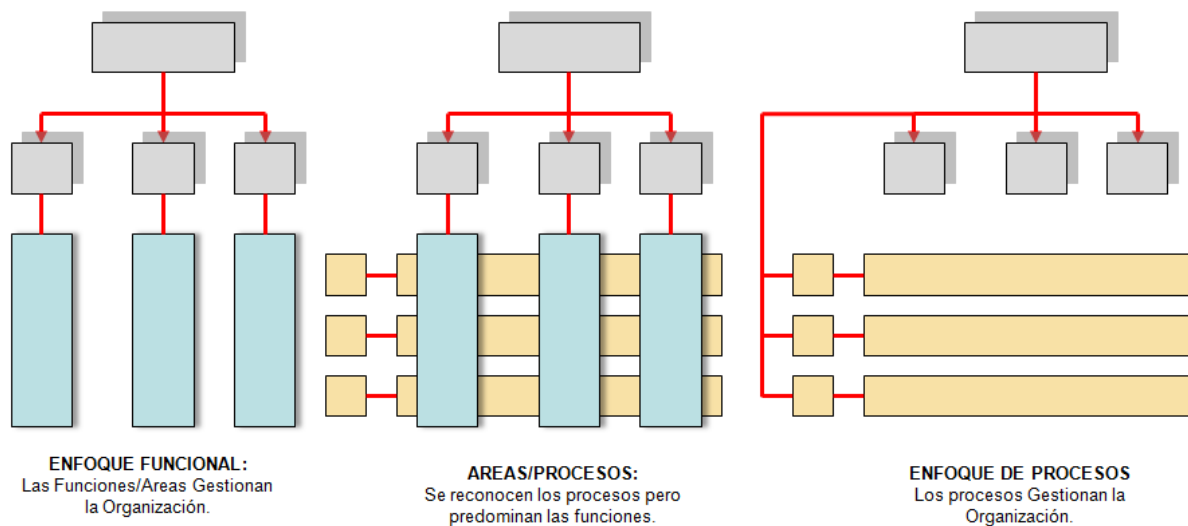 ENFOQUE FUNCIONAL:
Las Funciones/Areas Gestionan
la Organización.
AREAS/PROCESOS:
Se reconocen los procesos pero
predominan las funciones.
ENFOQUE DE PROCESOS
Los procesos Gestionan la
Organización.